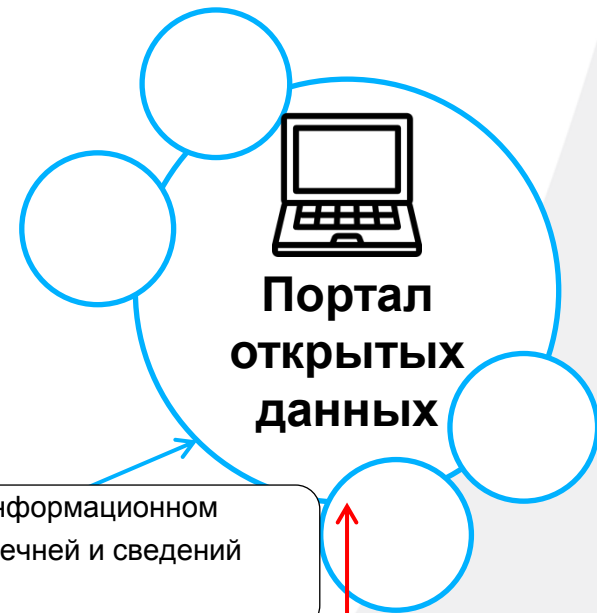 Портал
открытых
данных
нформационном
ечней и сведений